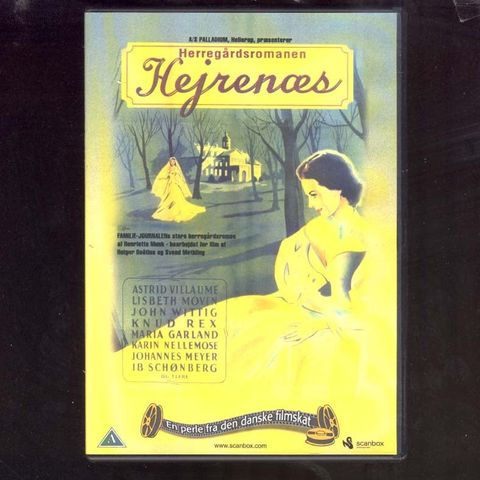 A/S PALLADIUM, Hellerup, præsenterer
Herregårdsromanen
Hejrenæs
FAMILIE-JOURNALENs store herregårdsroman
af Henriette Munk - bearbejdet for film af
Holger Boëtius og Svend Methling
ASTRID VILLAUME
LISBETH MOVIN
JOHN WITTIG
KNUD REX
MARIA GARLAND
KARIN NELLEMOSE
JOHANNES MEYER
IB SCHØNBERG
OG FLERE
En perle fra den danske filmskat
A
www.scanbox.com
scanbox